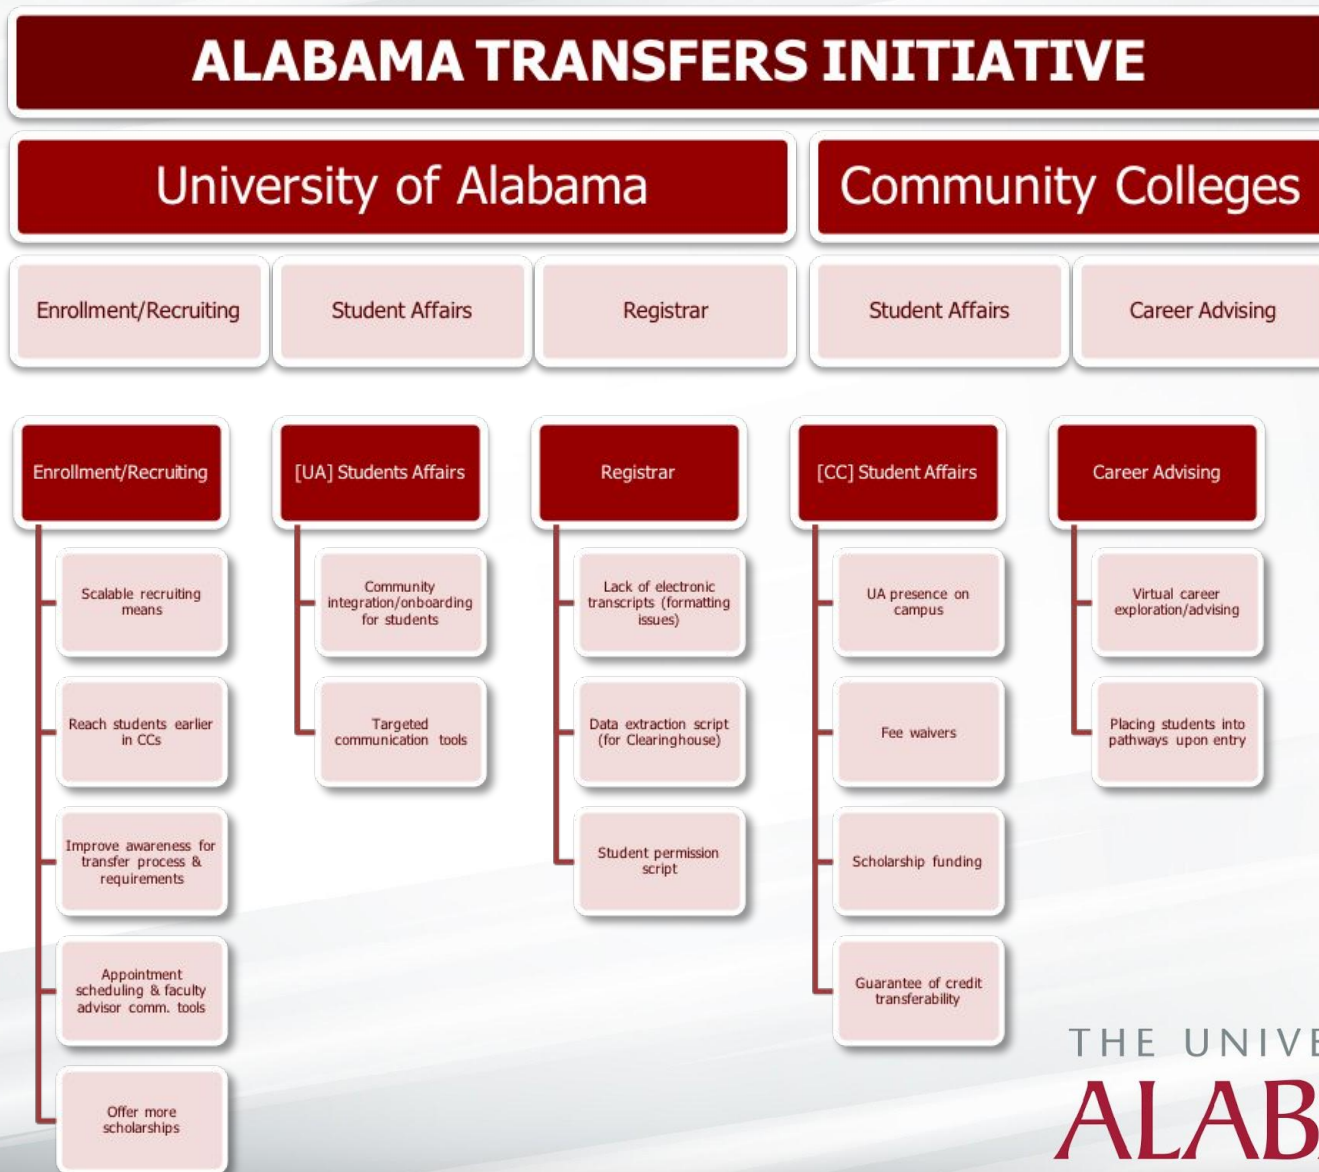 ALABAMA TRANSFERS INITIATIVE
University of Alabama
Community Colleges
Enrollment/Recruiting
Student Affairs
Registrar
Student Affairs
Career Advising
Enrollment/Recruiting
Scalable recruiting
means
Reach students earlier
in CCs
Improve awareness for
transfer process &
requirements
Appointment
scheduling & faculty
advisor comm. tools
Offer more
scholarships
[UA] Students Affairs
Community
integration/onboarding
for students
Targeted
communication tools
Registrar
Lack of electronic
transcripts (formatting
issues)
Data extraction script
(for Clearinghouse)
Student permission
script
[CC] Student Affairs
UA presence on
campus
Fee waivers
Scholarship funding
Guarantee of credit
transferability
Career Advising
Virtual career
exploration/advising
Placing students into
pathways upon entry
THE